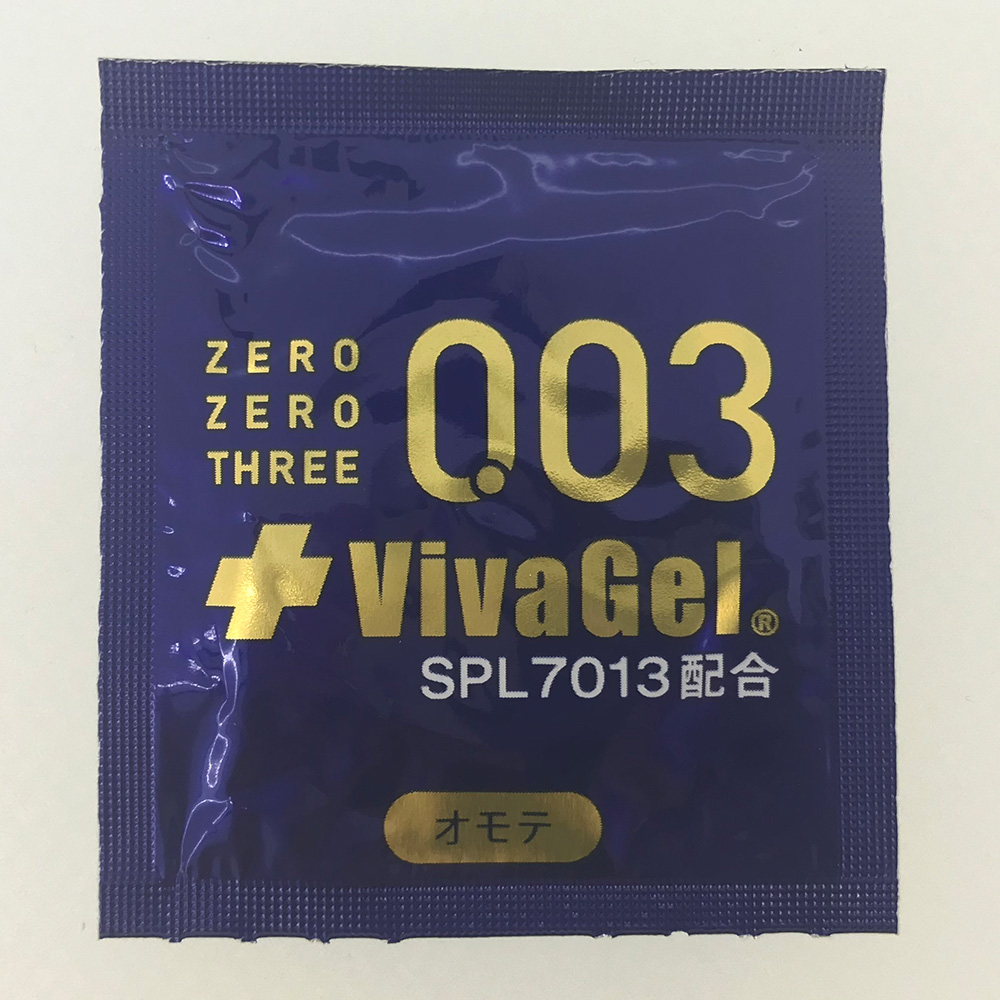 ZERO
ZERO
THREE
0.03
VivaGel®
SPL7013配合
オモテ